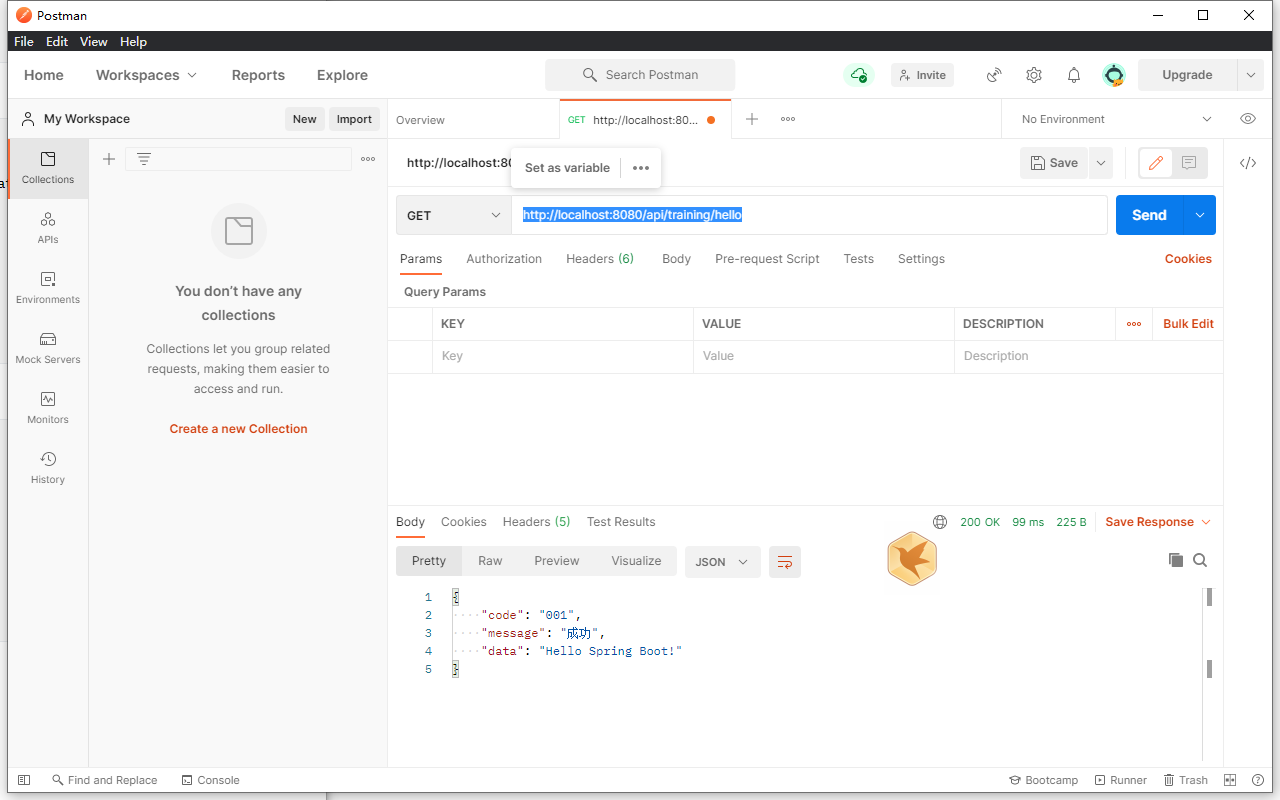 Postman
File Edit View Help
Home Workspaces Reports Explore Search Postman Invite Upgrade
My Workspace New Import Overview GET http://localhost:80... No Environment
http://localhost:80 Set as variable Save
Collections
APIs
Environments
Mock Servers
Monitors
History
You don’t have any
collections
Collections let you group related
requests, making them easier to
access and run.
Create a new Collection
GET http://localhost:8080/api/training/hello Send
Params Authorization Headers (6) Body Pre-request Script Tests Settings Cookies
Query Params
KEY VALUE DESCRIPTION Bulk Edit
Key Value Description
Body Cookies Headers (5) Test Results 200 OK 99 ms 225 B Save Response
Pretty Raw Preview Visualize JSON
1 {
2 "code": "001",
3 "message": "成功",
4 "data": "Hello Spring Boot!"
5 }
Find and Replace Console Bootcamp Runner Trash